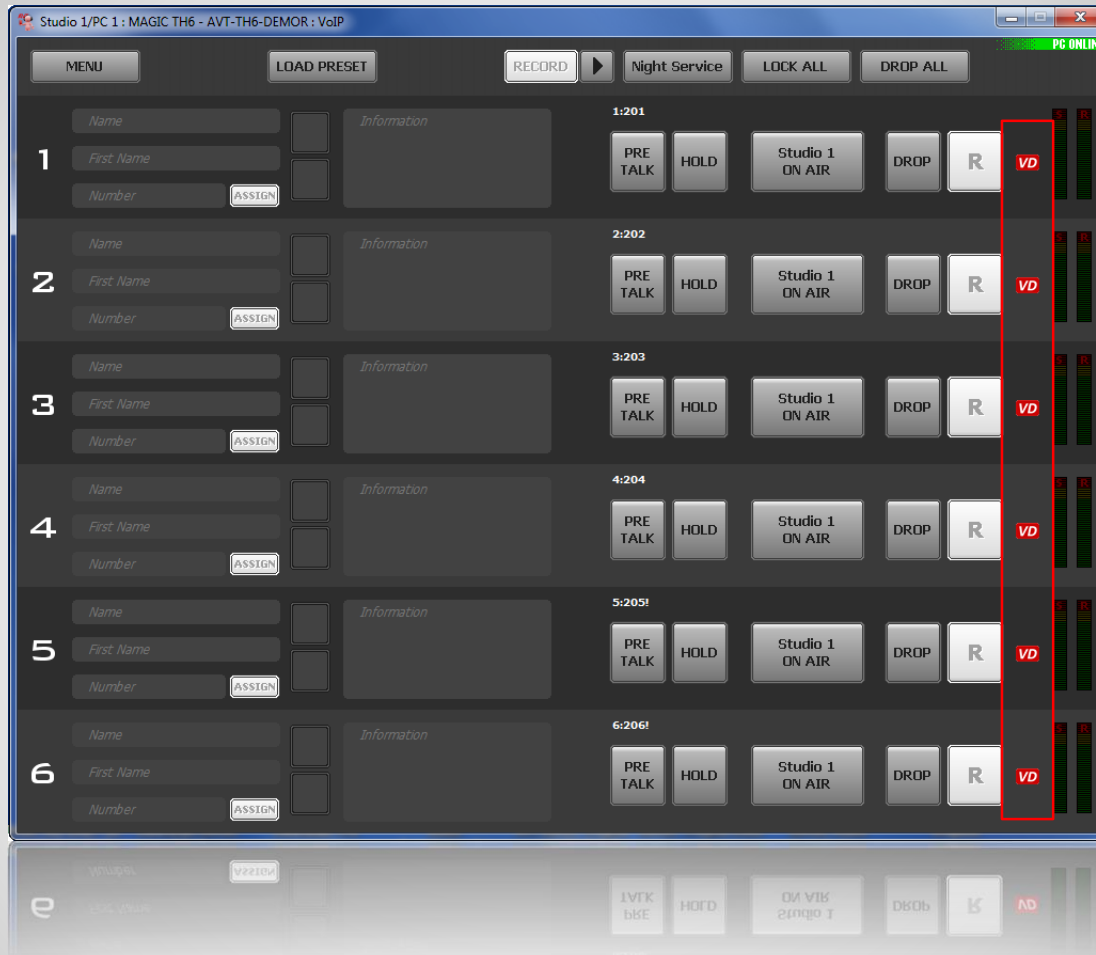 Studio 1/PC 1 : MAGIC TH6 - AVT-TH6-DEMOR : VoIP
PC ONLIN
MENU LOAD PRESET RECORD Night Service LOCK ALL DROP ALL
1:201
Name Information S R
1 First Name PRE TALK HOLD Studio 1 ON AIR DROP R VD
Number ASSIGN
2:202
Name Information S R
2 First Name PRE TALK HOLD Studio 1 ON AIR DROP R VD
Number ASSIGN
3:203
Name Information S R
3 First Name PRE TALK HOLD Studio 1 ON AIR DROP R VD
Number ASSIGN
4:204
Name Information S R
4 First Name PRE TALK HOLD Studio 1 ON AIR DROP R VD
Number ASSIGN
5:205!
Name Information S R
5 First Name PRE TALK HOLD Studio 1 ON AIR DROP R VD
Number ASSIGN
6:206!
Name Information S R
6 First Name PRE TALK HOLD Studio 1 ON AIR DROP R VD
Number ASSIGN